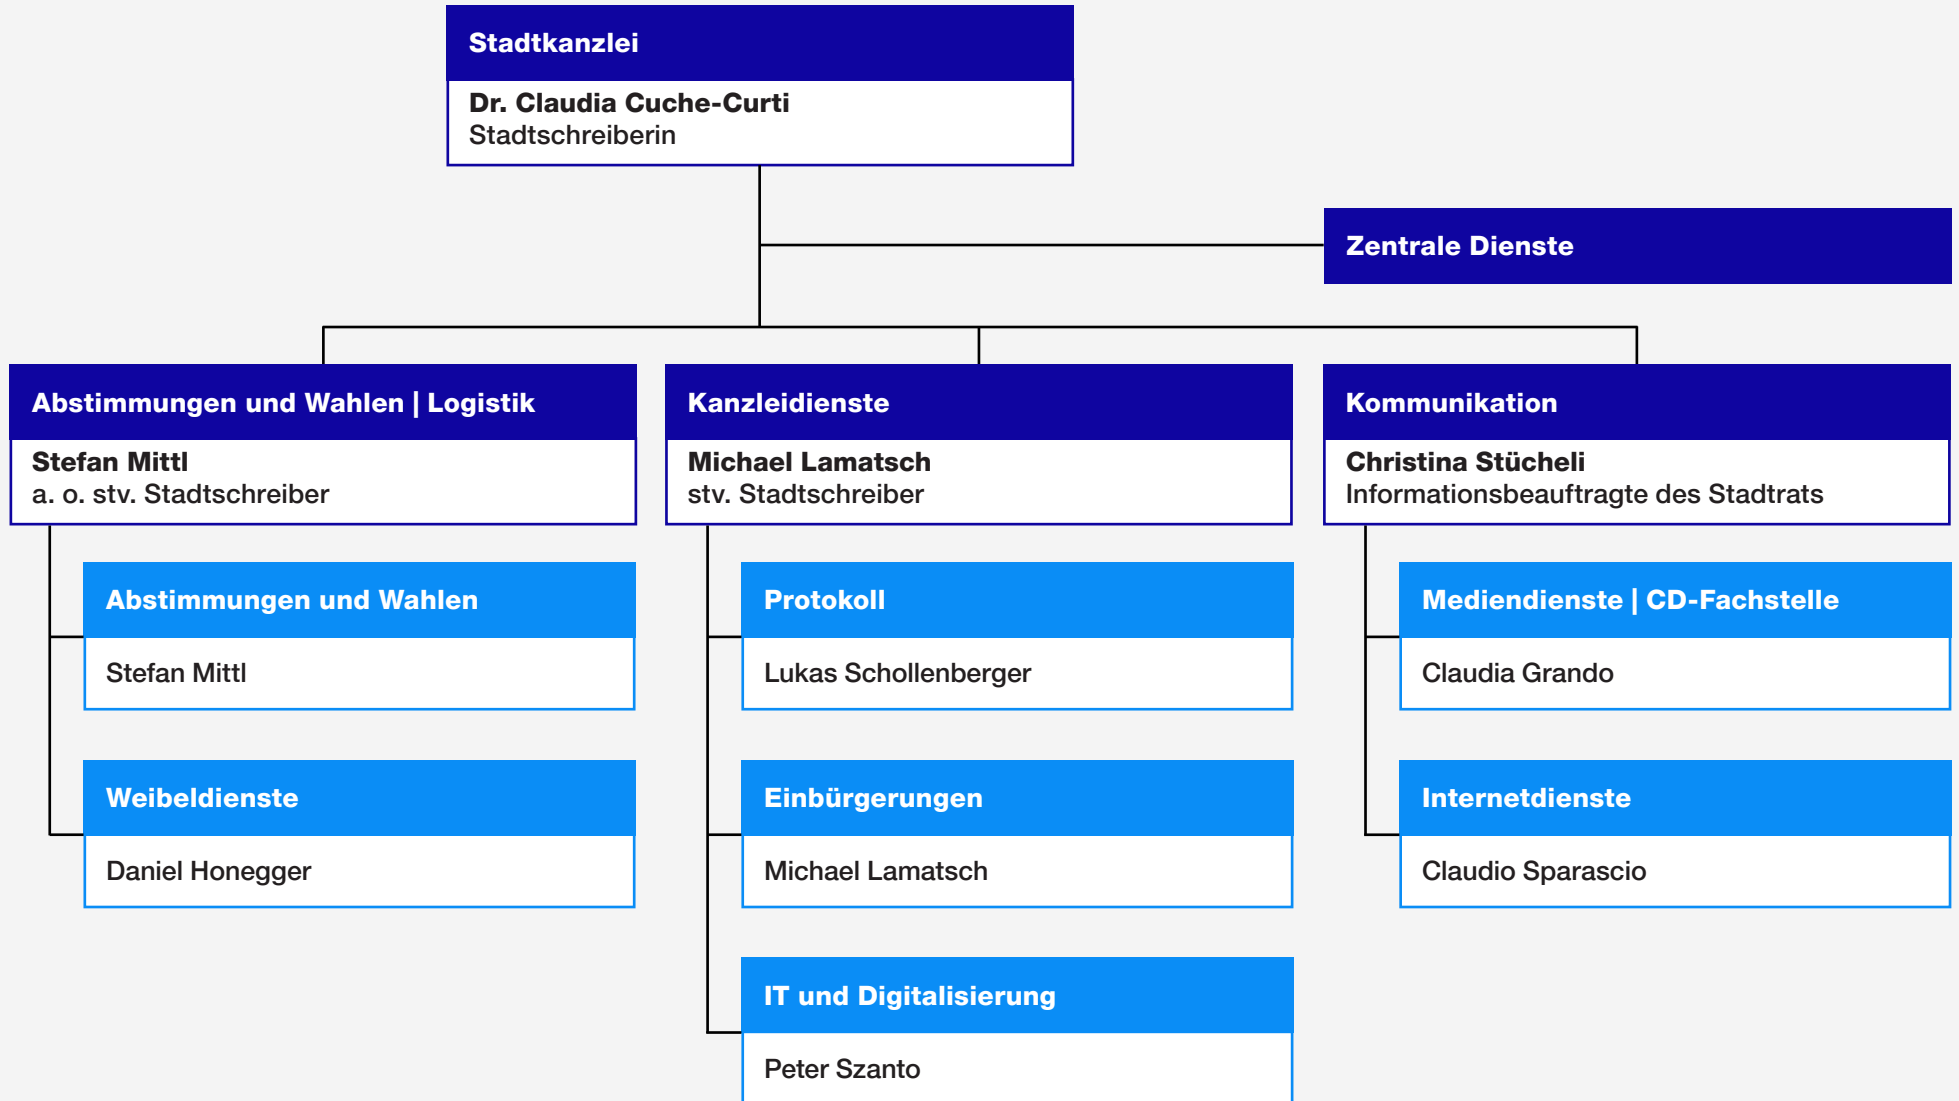 Stadtkanzlei
Dr. Claudia Cuche-Curti
Stadtschreiberin
Zentrale Dienste
Abstimmungen und Wahlen | Logistik
Stefan Mittl
a. o. stv. Stadtschreiber
Abstimmungen und Wahlen
Stefan Mittl
Weibeldienste
Daniel Honegger
Kanzleidienste
Michael Lamatsch
stv. Stadtschreiber
Protokoll
Lukas Schollenberger
Einbürgerungen
Michael Lamatsch
IT und Digitalisierung
Peter Szanto
Kommunikation
Christina Stücheli
Informationsbeauftragte des Stadtrats
Mediendienste | CD-Fachstelle
Claudia Grando
Internetdienste
Claudio Sparascio